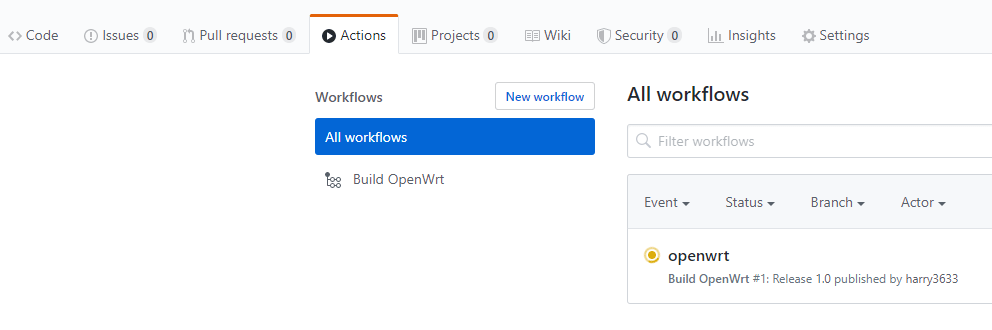 Code Issues 0 Pull requests 0 Actions Projects 0 Wiki Security 0 Insights Settings
Workflows New workflow
All workflows
Build OpenWrt
All workflows
Filter workflows
Event Status Branch Actor
openwrt
Build OpenWrt #1: Release 1.0 published by harry3633